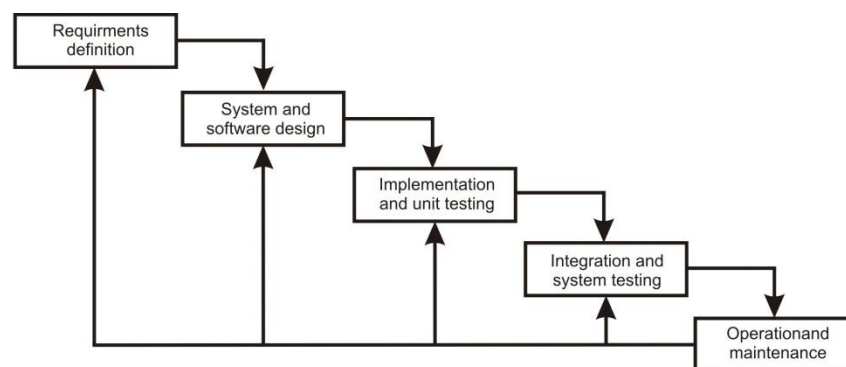 Requirments
definition
System and
software design
Implementation
and unit testing
Integration and
system testing
Operationand
maintenance